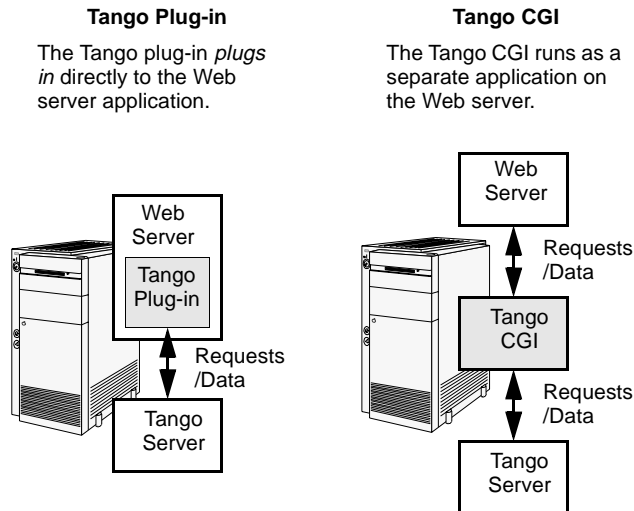 Tango Plug-in
The Tango plug-in plugs
in directly to the Web
server application.
Web
Server
Tango
Plug-in
Requests
/Data
Tango
Server
Tango CGI
The Tango CGI runs as a
separate application on
the Web server.
Web
Server
Requests
/Data
Tango
CGI
Requests
/Data
Tango
Server